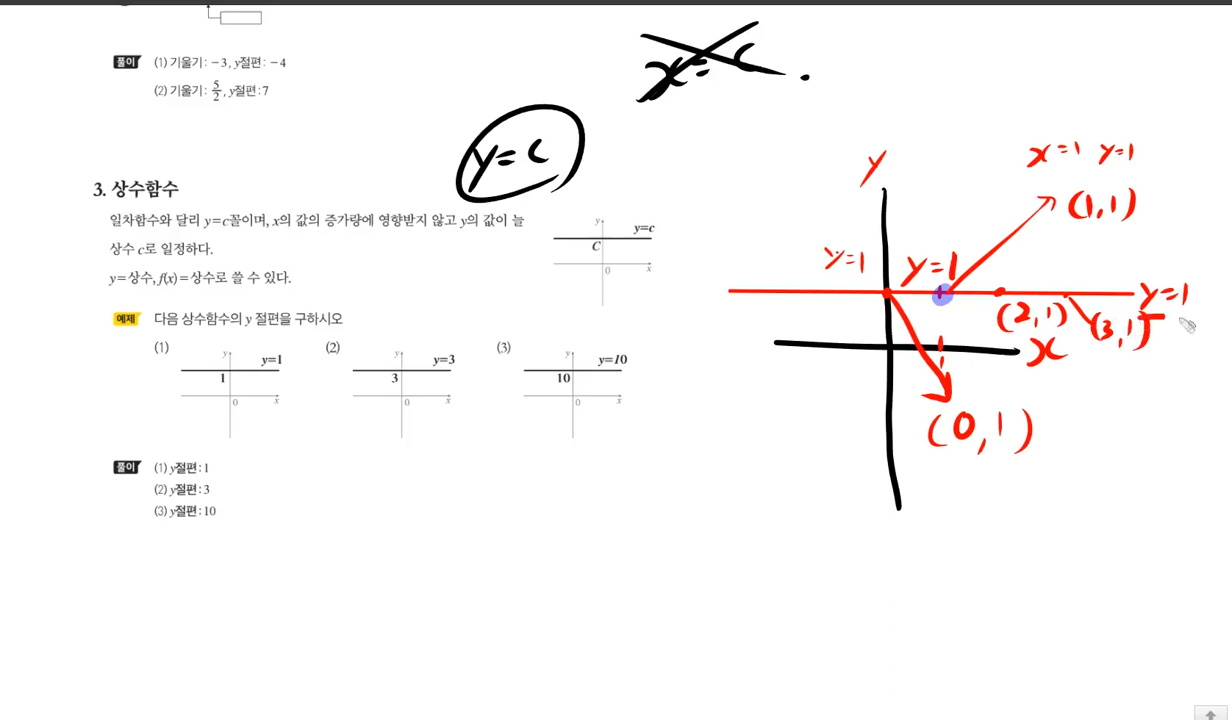 풀이 (1) 기울기: −3, y절편: −4
(2) 기울기: 5/2, y절편: 7
x=c
y=c
3. 상수함수
일차함수와 달리 y=c꼴이며, x의 값의 증가량에 영향받지 않고 y의 값이 늘
상수 c로 일정하다.
y=상수, f(x)=상수로 쓸 수 있다.
y
y=c
C
0
x
예제 다음 상수함수의 y 절편을 구하시오
(1)
y
y=1
1
0
x
(2)
y
y=3
3
0
x
(3)
y
y=10
10
0
x
풀이 (1) y절편: 1
(2) y절편: 3
(3) y절편: 10
y
x=1 y=1
(1,1)
y=1
y=1
y=1
(2,1)
(3,1)
x
(0,1)